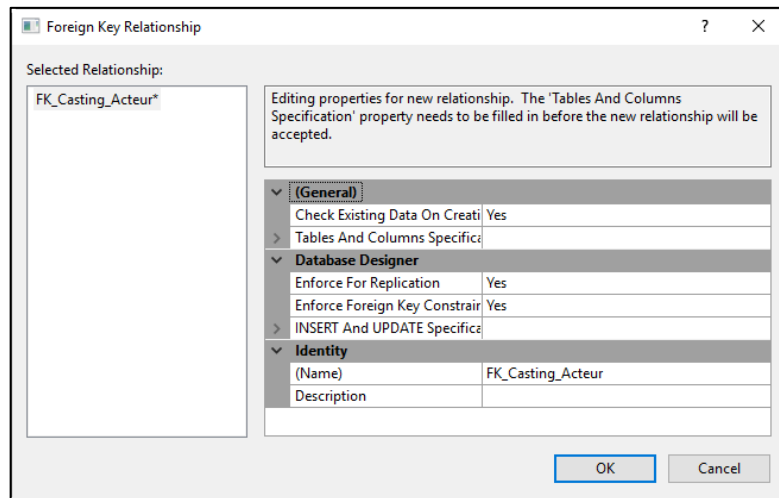 Foreign Key Relationship
? 
Selected Relationship:
FK_Casting_Acteur*
Editing properties for new relationship. The 'Tables And Columns
Specification' property needs to be filled in before the new relationship will be
accepted.
(General)
Check Existing Data On Creati Yes
Tables And Columns Specifica
Database Designer
Enforce For Replication Yes
Enforce Foreign Key Constrain Yes
INSERT And UPDATE Specifica
Identity
(Name) FK_Casting_Acteur
Description
OK Cancel